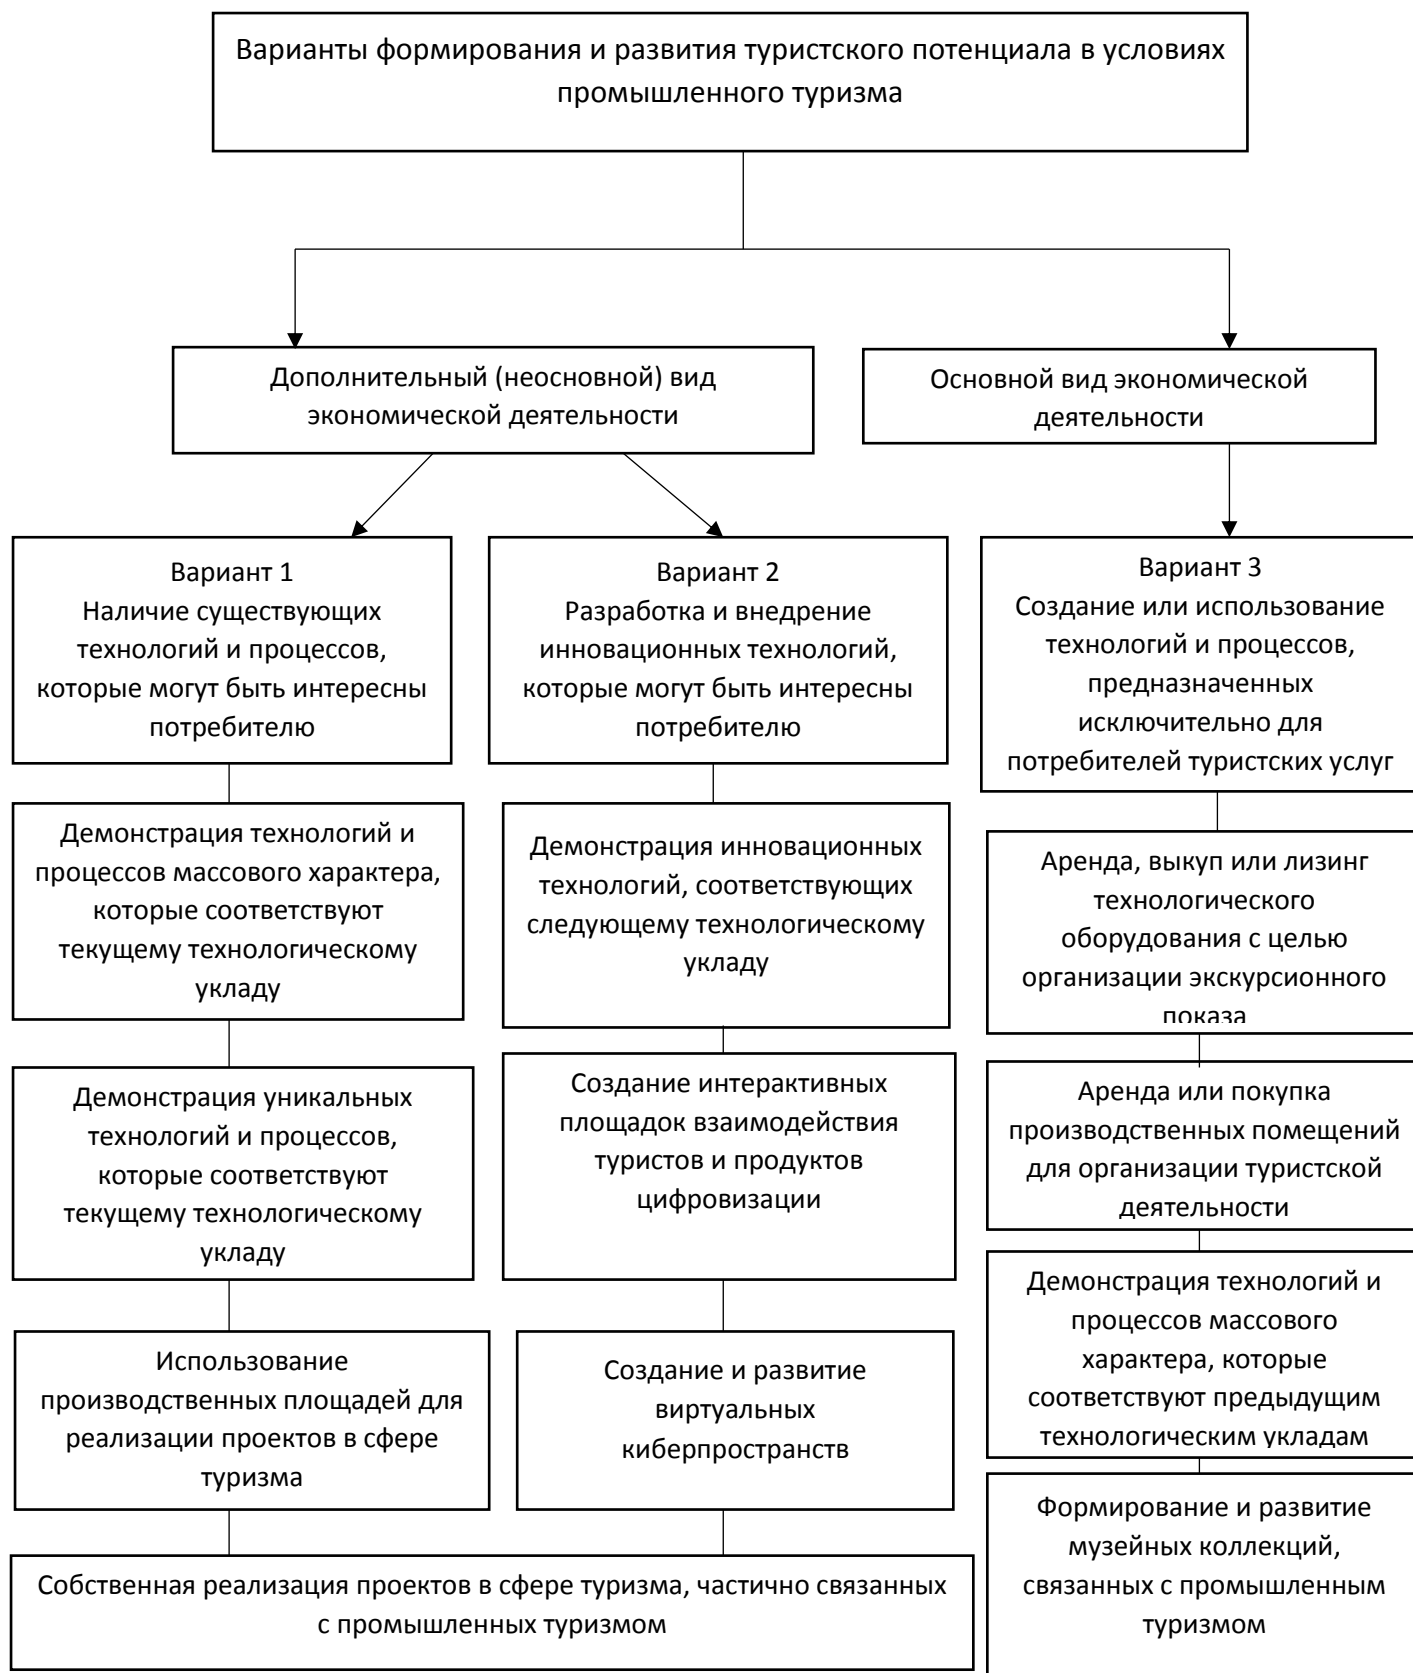 Варианты формирования и развития туристского потенциала в условиях
промышленного туризма
Дополнительный (неосновной) вид
экономической деятельности
Основной вид экономической
деятельности
Вариант 1
Наличие существующих
технологий и процессов,
которые могут быть интересны
потребителю
Вариант 2
Разработка и внедрение
инновационных технологий,
которые могут быть интересны
потребителю
Вариант 3
Создание или использование
технологий и процессов,
предназначенных
исключительно для
потребителей туристских услуг
Демонстрация технологий и
процессов массового характера,
которые соответствуют
текущему технологическому
укладу
Демонстрация инновационных
технологий, соответствующих
следующему технологическому
укладу
Аренда, выкуп или лизинг
технологического
оборудования с целью
организации экскурсионного
показа
Демонстрация уникальных
технологий и процессов,
которые соответствуют
текущему технологическому
укладу
Создание интерактивных
площадок взаимодействия
туристов и продуктов
цифровизации
Аренда или покупка
производственных помещений
для организации туристской
деятельности
Использование
производственных площадей для
реализации проектов в сфере
туризма
Создание и развитие
виртуальных
киберпространств
Демонстрация технологий и
процессов массового
характера, которые
соответствуют предыдущим
технологическим укладам
Собственная реализация проектов в сфере туризма, частично связанных
с промышленных туризмом
Формирование и развитие
музейных коллекций,
связанных с промышленным
туризмом